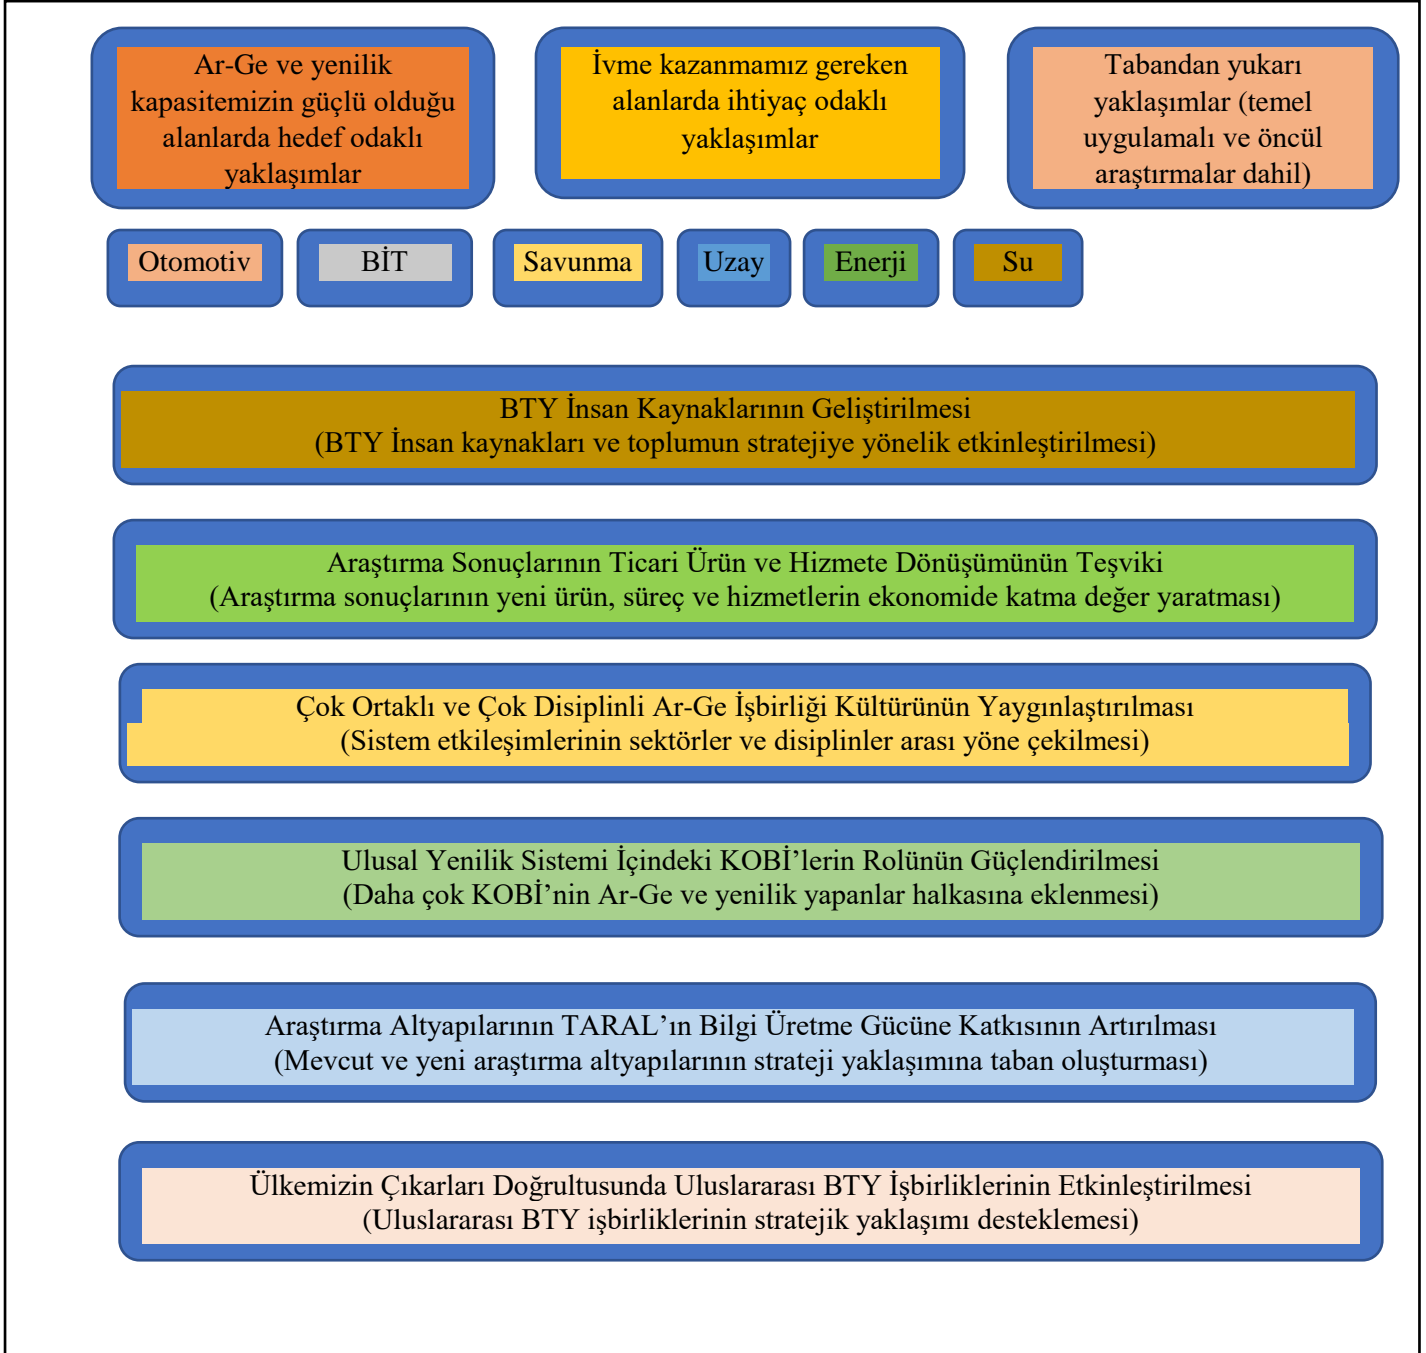 Ar-Ge ve yenilik
kapasitemizin güçlü olduğu
alanlarda hedef odaklı
yaklaşımlar
İvme kazanmamız gereken
alanlarda ihtiyaç odaklı
yaklaşımlar
Tabandan yukarı
yaklaşımlar (temel
uygulamalı ve öncül
araştırmalar dahil)
Otomotiv
BİT
Savunma
Uzay
Enerji
Su
BTY İnsan Kaynaklarının Geliştirilmesi
(BTY İnsan kaynakları ve toplumun stratejiye yönelik etkinleştirilmesi)
Araştırma Sonuçlarının Ticari Ürün ve Hizmete Dönüşümünün Teşviki
(Araştırma sonuçlarının yeni ürün, süreç ve hizmetlerin ekonomide katma değer yaratması)
Çok Ortaklı ve Çok Disiplinli Ar-Ge İşbirliği Kültürünün Yaygınlaştırılması
(Sistem etkileşimlerinin sektörler ve disiplinler arası yöne çekilmesi)
Ulusal Yenilik Sistemi İçindeki KOBİ’lerin Rolünün Güçlendirilmesi
(Daha çok KOBİ’nin Ar-Ge ve yenilik yapanlar halkasına eklenmesi)
Araştırma Altyapılarının TARAL’ın Bilgi Üretme Gücüne Katkısının Artırılması
(Mevcut ve yeni araştırma altyapılarının strateji yaklaşımına taban oluşturması)
Ülkemizin Çıkarları Doğrultusunda Uluslararası BTY İşbirliklerinin Etkinleştirilmesi
(Uluslararası BTY işbirliklerinin stratejik yaklaşımı desteklemesi)